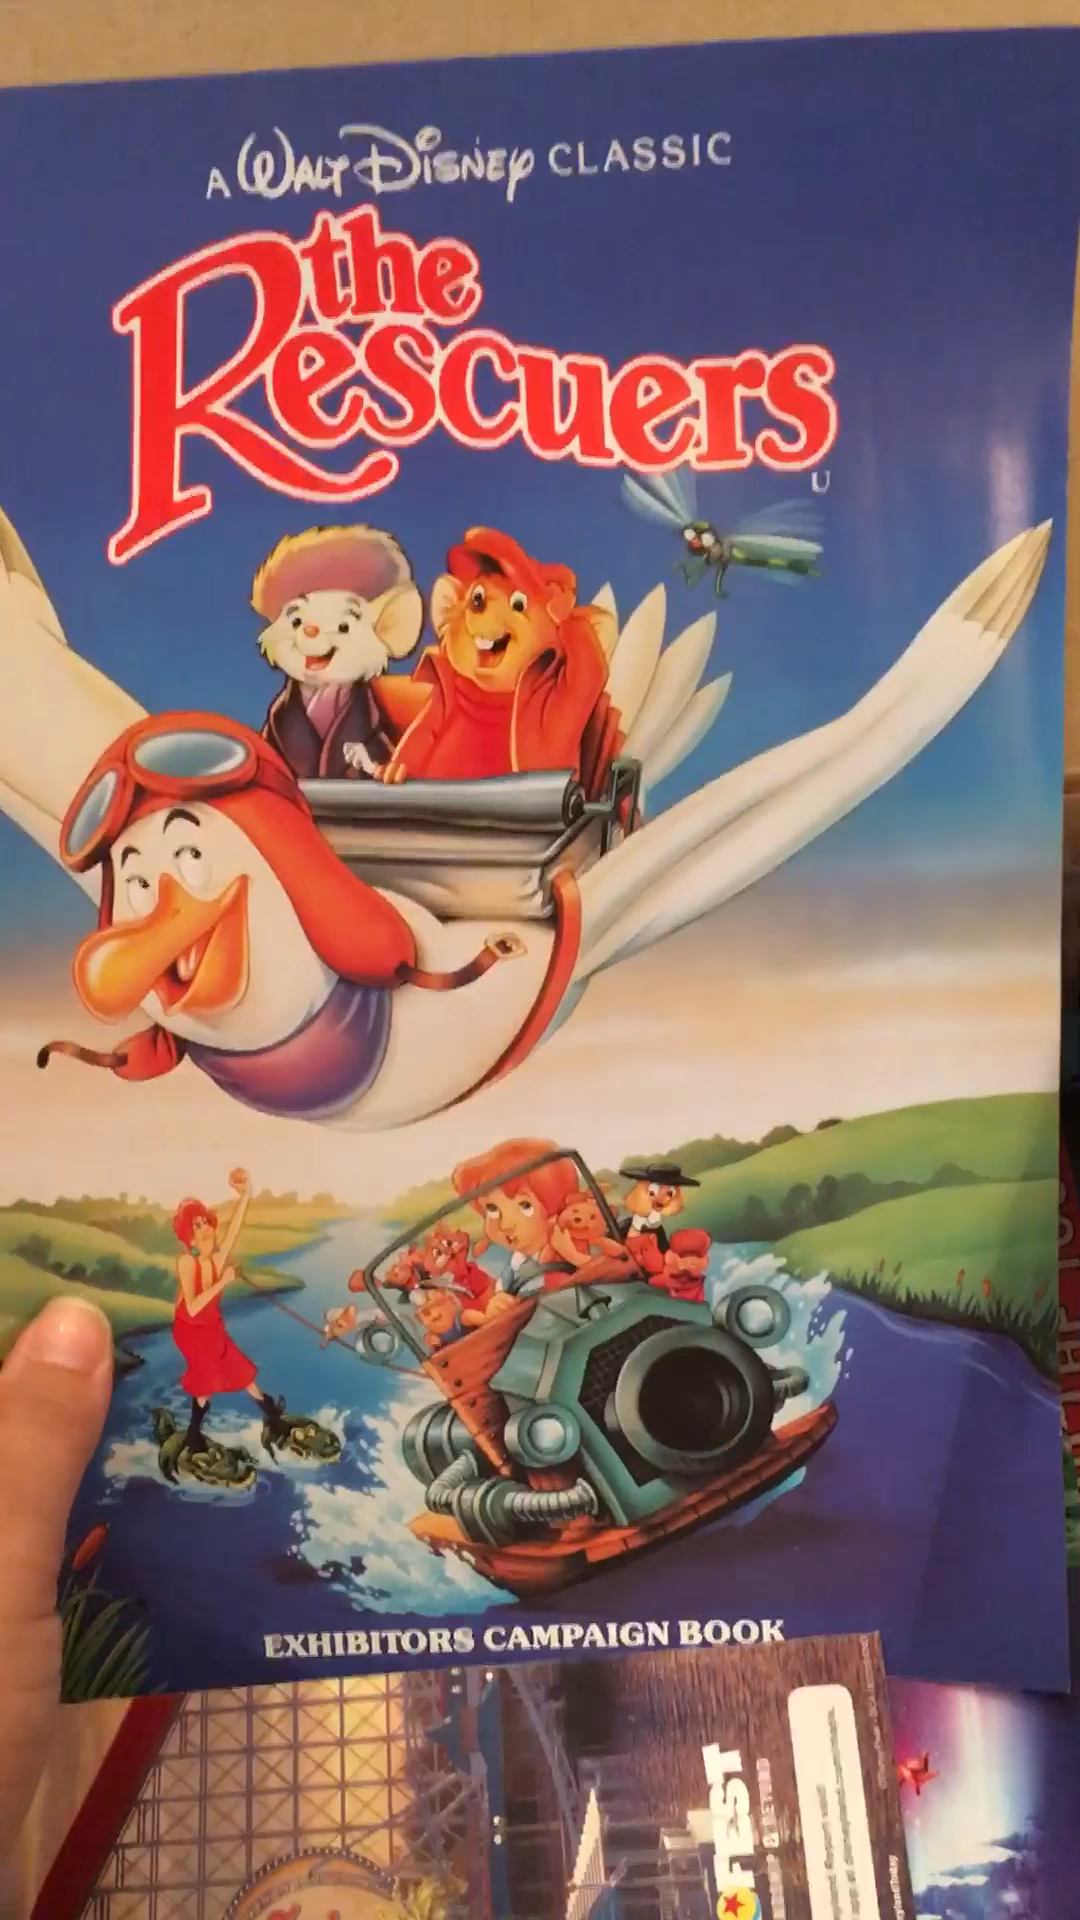 A WALT DISNEY CLASSIC
the
Rescuers
U
EXHIBITORS CAMPAIGN BOOK
FEST